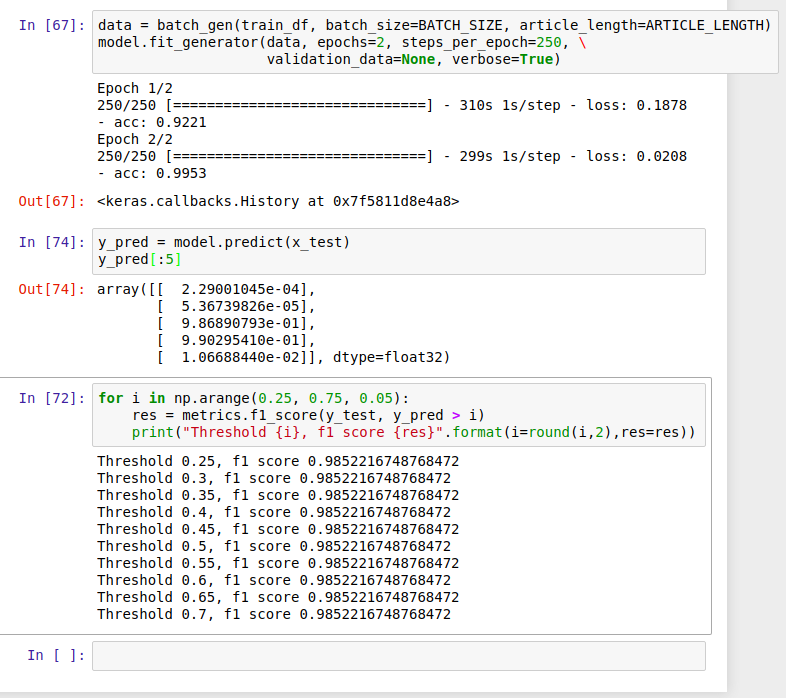 In [67]: data = batch_gen(train_df, batch_size=BATCH_SIZE, article_length=ARTICLE_LENGTH)
model.fit_generator(data, epochs=2, steps_per_epoch=250, \
                    validation_data=None, verbose=True)
Epoch 1/2
250/250 [==============================] - 310s 1s/step - loss: 0.1878
- acc: 0.9221
Epoch 2/2
250/250 [==============================] - 299s 1s/step - loss: 0.0208
- acc: 0.9953
Out[67]: <keras.callbacks.History at 0x7f5811d8e4a8>
In [74]: y_pred = model.predict(x_test)
y_pred[:5]
Out[74]: array([[  2.29001045e-04],
       [  5.36739826e-05],
       [  9.86890793e-01],
       [  9.90295410e-01],
       [  1.06688440e-02]], dtype=float32)
In [72]: for i in np.arange(0.25, 0.75, 0.05):
    res = metrics.f1_score(y_test, y_pred > i)
    print("Threshold {i}, f1 score {res}".format(i=round(i,2),res=res))
Threshold 0.25, f1 score 0.9852216748768472
Threshold 0.3, f1 score 0.9852216748768472
Threshold 0.35, f1 score 0.9852216748768472
Threshold 0.4, f1 score 0.9852216748768472
Threshold 0.45, f1 score 0.9852216748768472
Threshold 0.5, f1 score 0.9852216748768472
Threshold 0.55, f1 score 0.9852216748768472
Threshold 0.6, f1 score 0.9852216748768472
Threshold 0.65, f1 score 0.9852216748768472
Threshold 0.7, f1 score 0.9852216748768472
In [ ]: